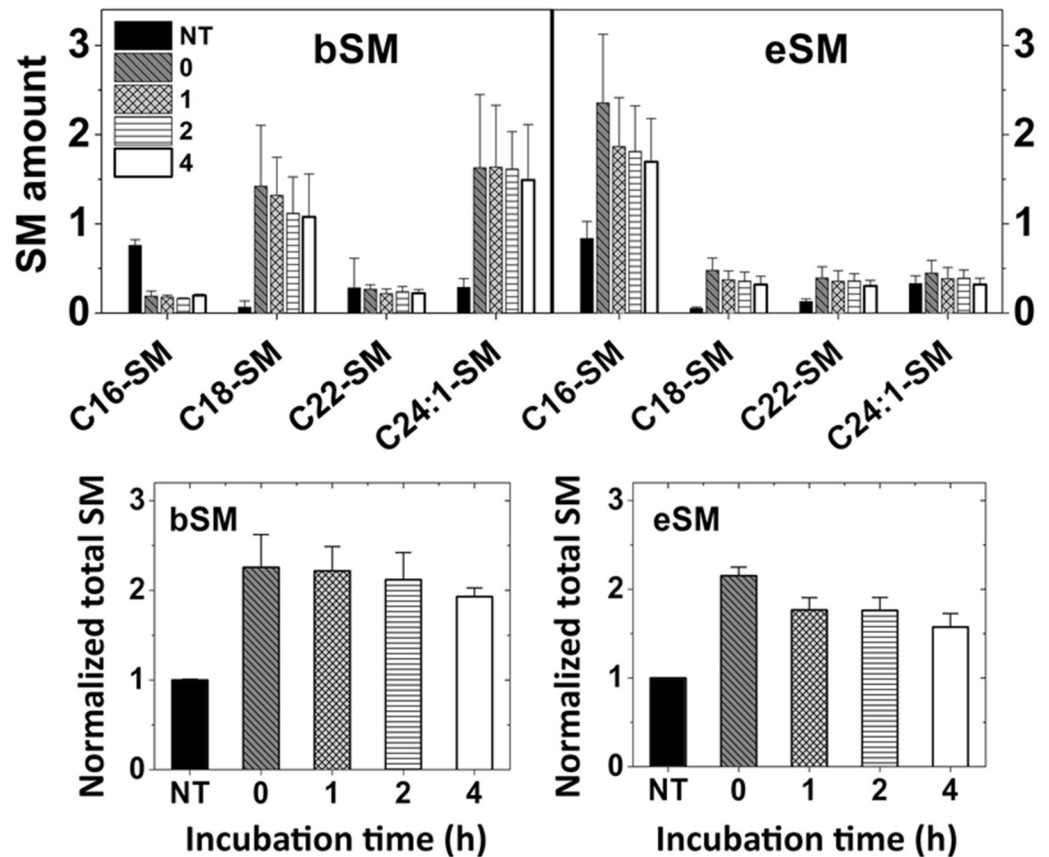 SM amount
3
2
1
0
NT
0
1
2
4
bSM
eSM
3
2
1
0
C16-SM
C18-SM
C22-SM
C24:1-SM
C16-SM
C18-SM
C22-SM
C24:1-SM
Normalized total SM
3
2
1
0
bSM
NT 0 1 2 4
Incubation time (h)
Normalized total SM
3
2
1
0
eSM
NT 0 1 2 4
Incubation time (h)